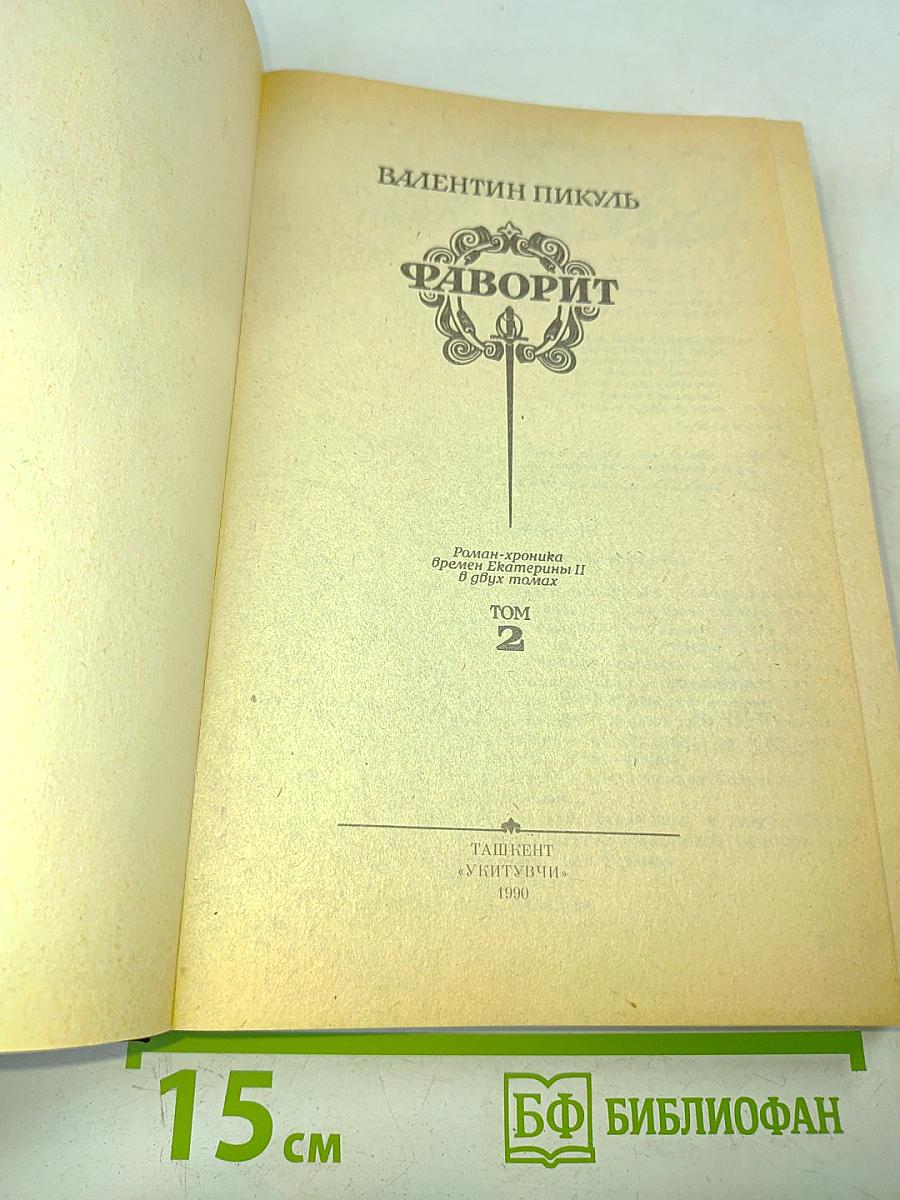 ВАЛЕНТИН ПИКУЛЬ
ФАВОРИТ
Роман-хроника
времен Екатерины II
в двух томах
ТОМ
2
ТАШКЕНТ
«УКИТУВЧИ»
1990
15 см
БФ БИБЛИОФАН